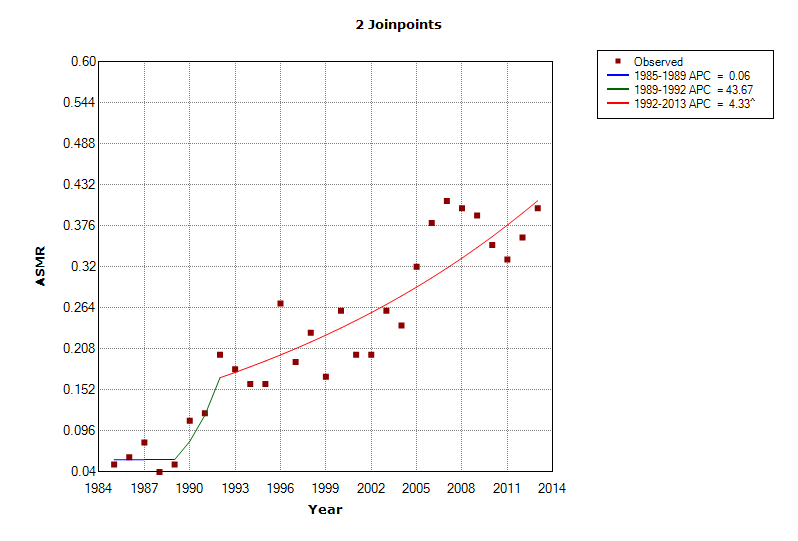 2 Joinpoints
Observed
1985-1989 APC = 0.06
1989-1992 APC = 43.67
1992-2013 APC = 4.33^
0.60
0.544
0.488
0.432
0.376
0.32
0.264
0.208
0.152
0.096
0.04
ASMR
1984 1987 1990 1993 1996 1999 2002 2005 2008 2011 2014
Year